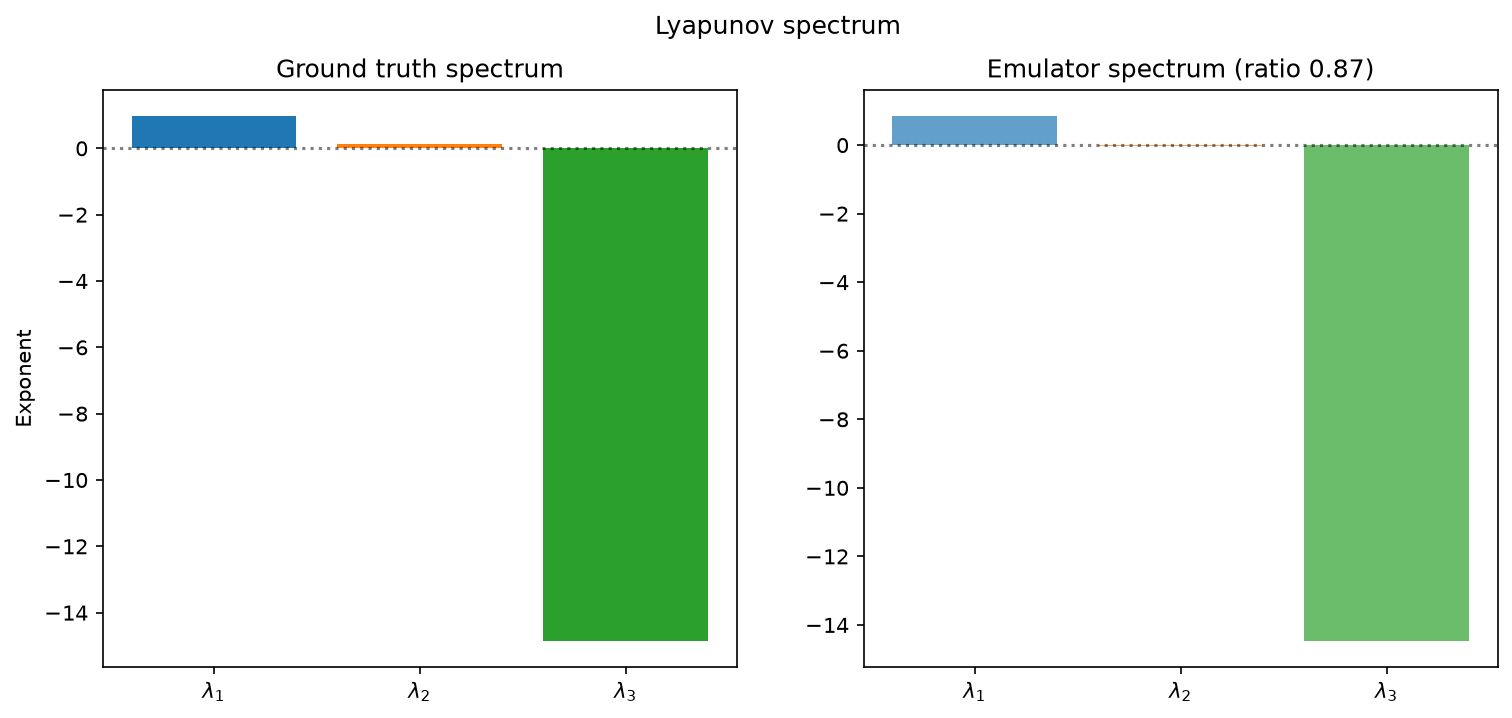 Lyapunov spectrum
Ground truth spectrum
Exponent
0
−2
−4
−6
−8
−10
−12
−14
λ₁
λ₂
λ₃
Emulator spectrum (ratio 0.87)
0
−2
−4
−6
−8
−10
−12
−14
λ₁
λ₂
λ₃